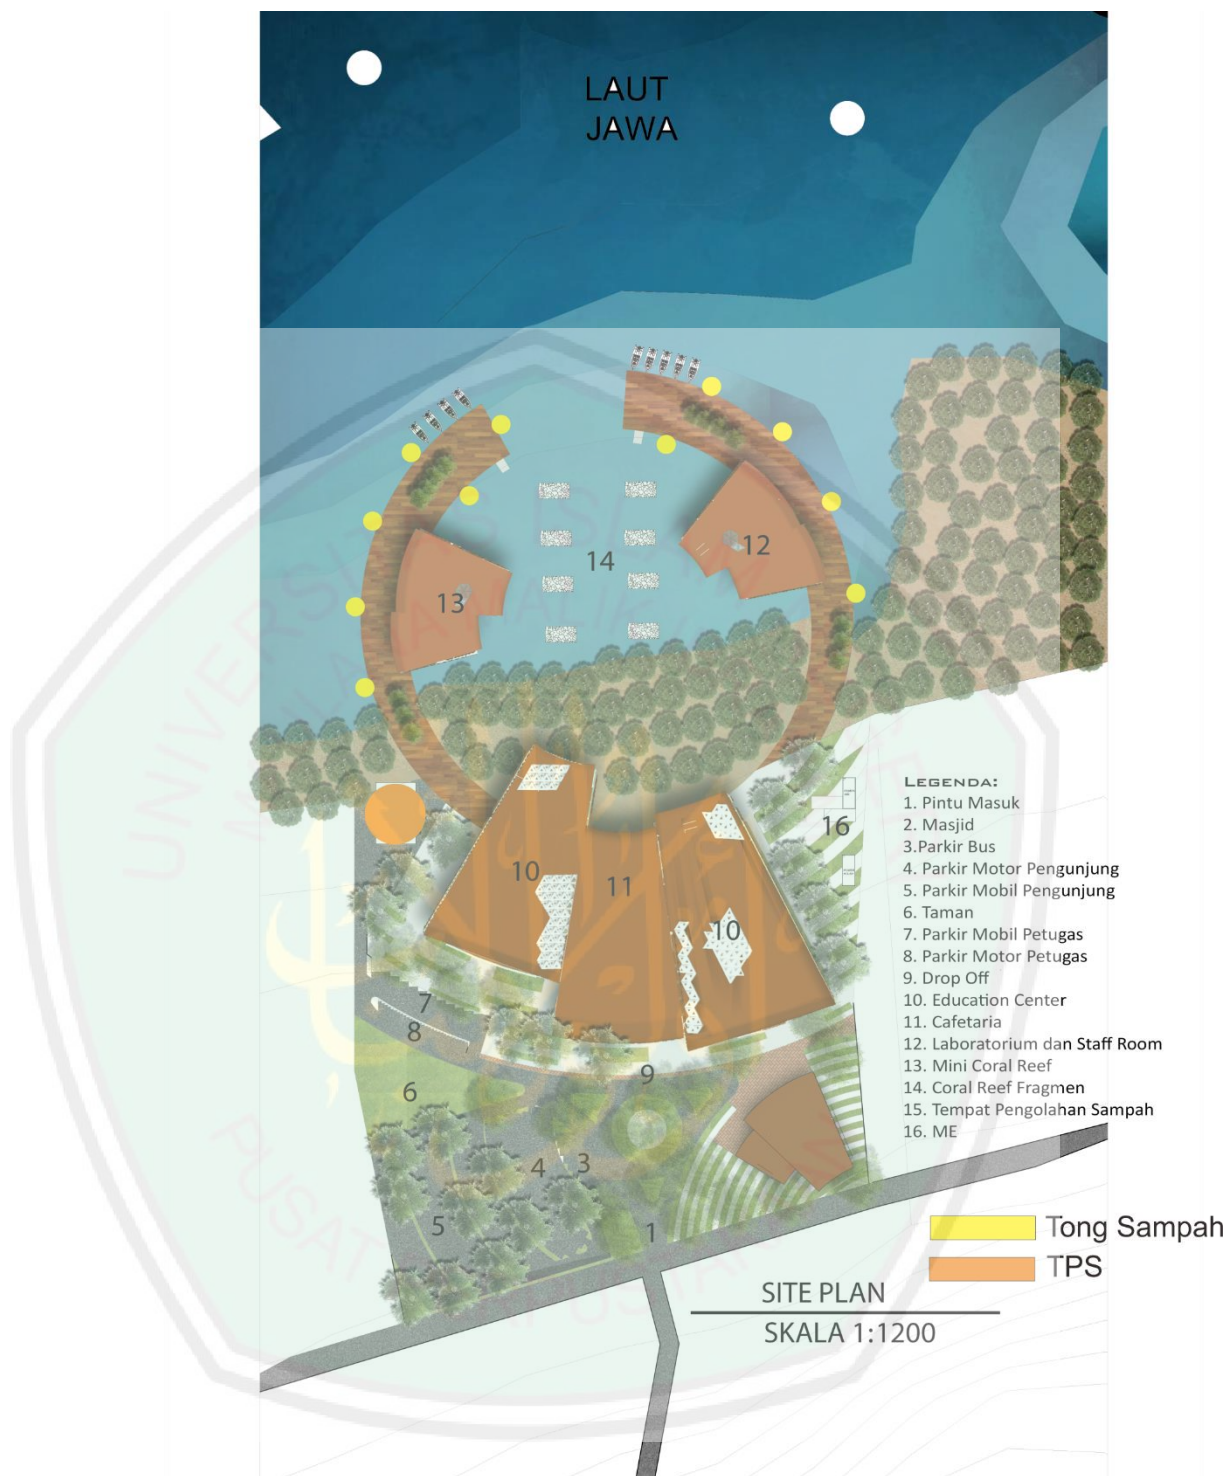 LAUT
JAWA
14
12
13
16
10
11
10
7
8
9
6
4
3
5
1
LEGENDA:
1. Pintu Masuk
2. Masjid
3.Parkir Bus
4. Parkir Motor Pengunjung
5. Parkir Mobil Pengunjung
6. Taman
7. Parkir Mobil Petugas
8. Parkir Motor Petugas
9. Drop Off
10. Education Center
11. Cafetaria
12. Laboratorium dan Staff Room
13. Mini Coral Reef
14. Coral Reef Fragmen
15. Tempat Pengolahan Sampah
16. ME
Tong Sampah
TPS
SITE PLAN
SKALA 1:1200